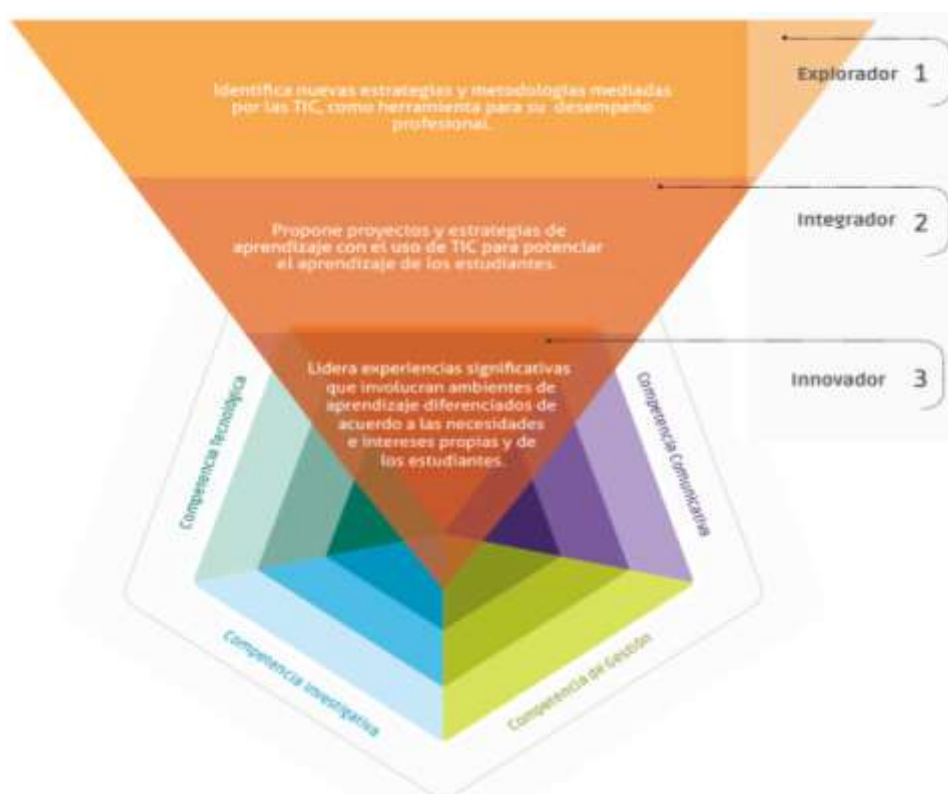 Identifica nuevas estrategias y metodologías mediadas
por las TIC, como herramienta para su desempeño
profesional.
Explorador 1
Propone proyectos y estrategias de
aprendizaje con el uso de TIC para potenciar
el aprendizaje de los estudiantes.
Integrador 2
Lidera experiencias significativas
que involucran ambientes de
aprendizaje diferenciados de
acuerdo a las necesidades
e intereses propias y de
los estudiantes.
Innovador 3
Competencia Tecnológica
Competencia Comunicativa
Competencia Investigativa
Competencia de Gestión